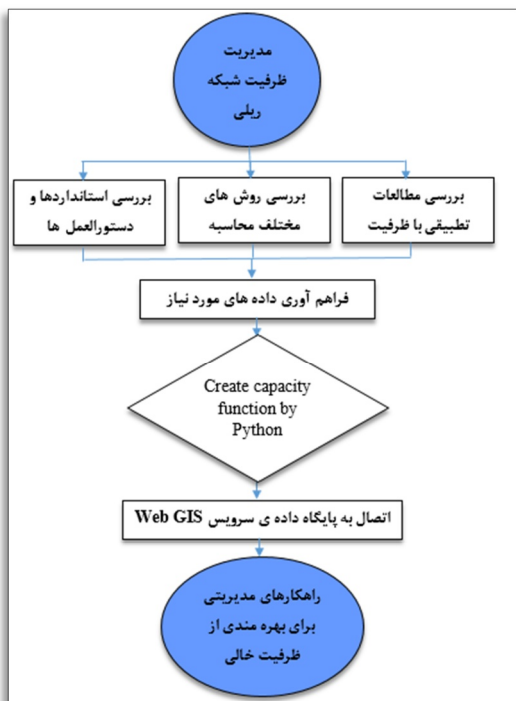 مدیریت
ظرفیت شبکه
ریلی
بررسی مطالعات
تطبیقی با ظرفیت
بررسی روش های
مختلف محاسبه
بررسی استانداردها و
دستورالعمل ها
فراهم آوری داده های مورد نیاز
Create capacity
function by
Python
اتصال به پایگاه داده ی سرویس Web GIS
راهکارهای مدیریتی
برای بهره مندی از
ظرفیت خالی